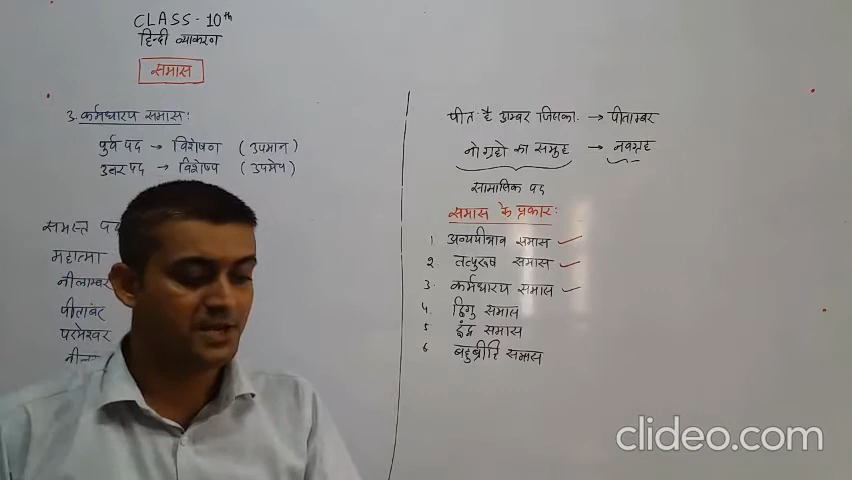 CLASS - 10th
हिन्दी व्याकरण
समास
3. कर्मधारय समास:
पूर्व पद → विशेषण (उपमान)
उत्तर पद → विशेष्य (उपमेय)
समस्त पद
महात्मा
नीलाम्बर
पीतांबर
परमेश्वर
पीत है अम्बर जिसका → पीताम्बर
नो ग्रहो का समुह → नवग्रह
सामासिक पद
समास के प्रकार:
1. अव्ययीभाव समास ✓
2. तत्पुरूष समास ✓
3. कर्मधारय समास ✓
4. द्विगु समास
5 द्वंद्व समास
6 बहुब्रीहि समास
clideo.com